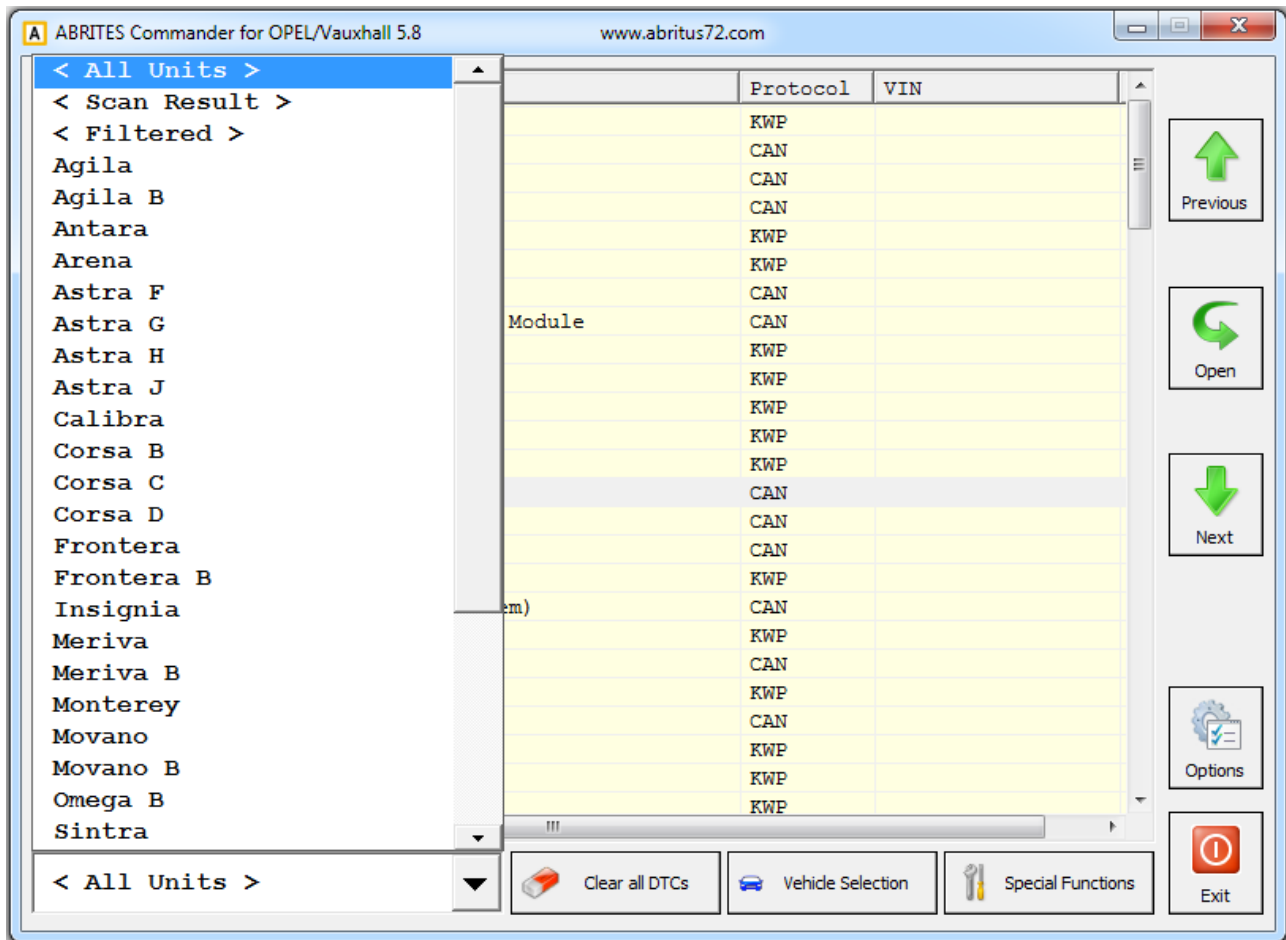 A ABRITES Commander for OPEL/Vauxhall 5.8 www.abritus72.com
< All Units >
< Scan Result >
< Filtered >
Agila
Agila B
Antara
Arena
Astra F
Astra G
Astra H
Astra J
Calibra
Corsa B
Corsa C
Corsa D
Frontera
Frontera B
Insignia
Meriva
Meriva B
Monterey
Movano
Movano B
Omega B
Sintra
< All Units >
Protocol VIN
KWP
CAN
CAN
CAN
KWP
KWP
CAN
Module CAN
KWP
KWP
KWP
KWP
KWP
CAN
CAN
CAN
KWP
em) CAN
KWP
CAN
KWP
CAN
KWP
KWP
KWP
Previous
Open
Next
Options
Exit
Clear all DTCs
Vehicle Selection
Special Functions